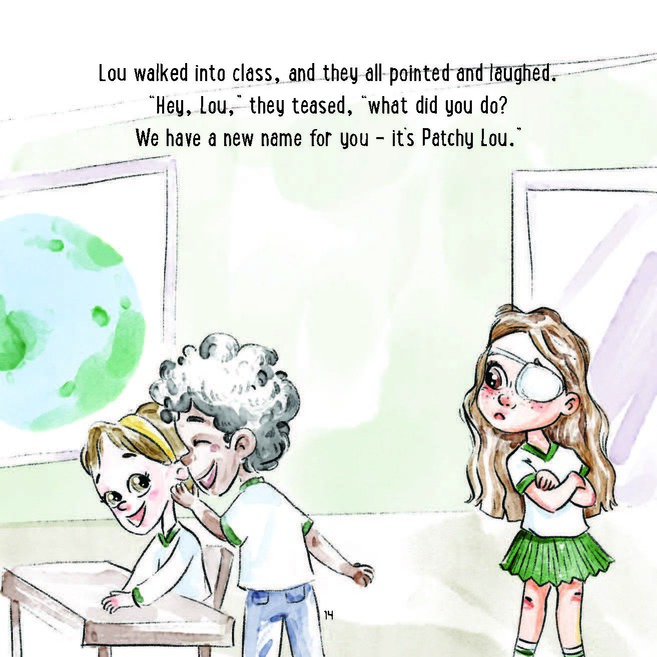 Lou walked into class, and they all pointed and laughed.
"Hey, Lou," they teased, "what did you do?
We have a new name for you – it's Patchy Lou."
14